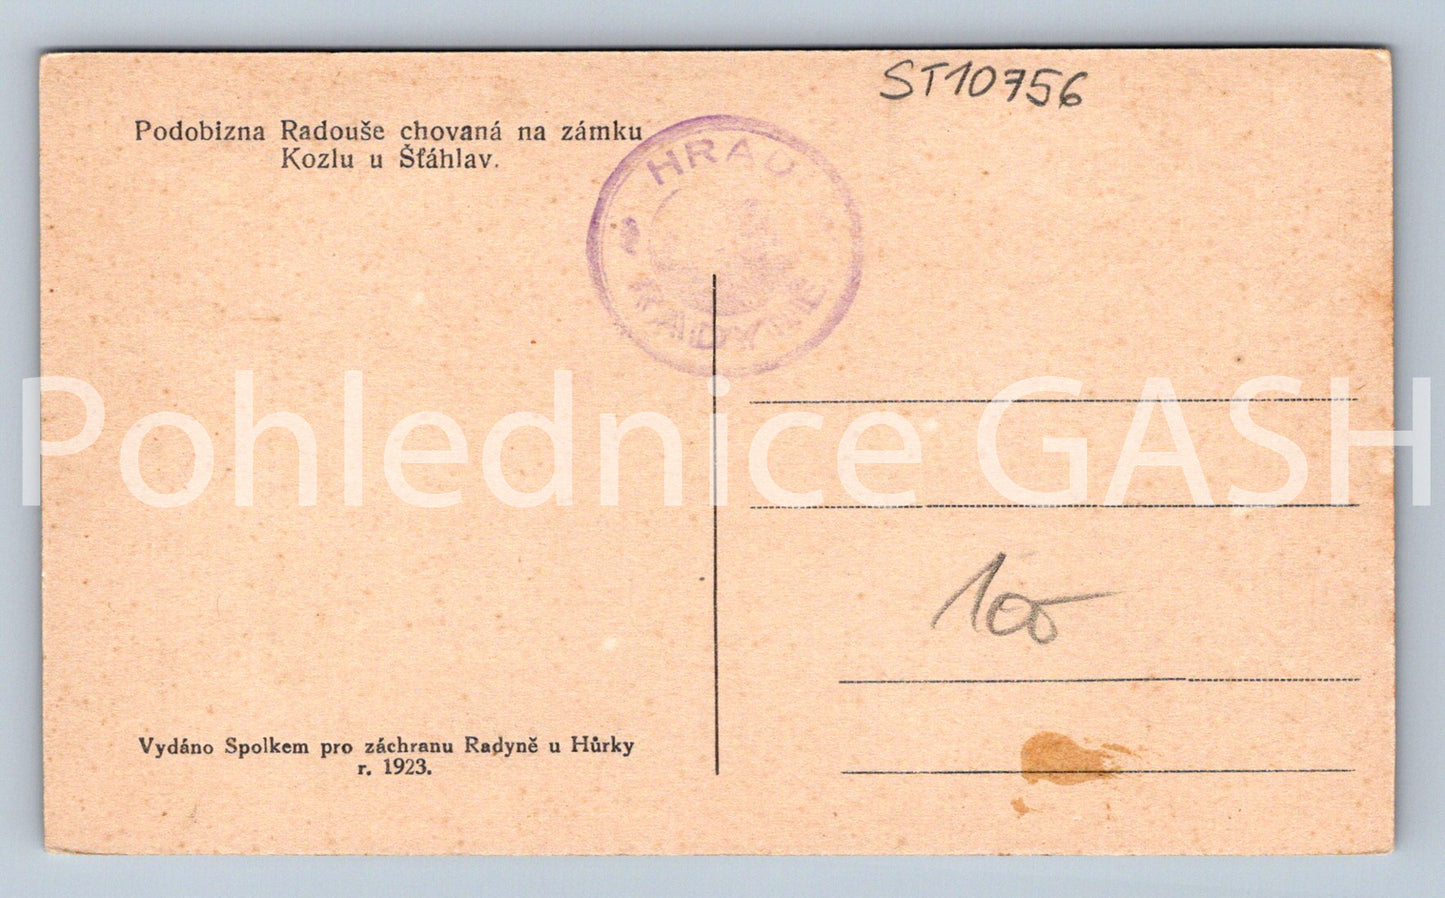 ST10756
Podobizna Radouše chovaná na zámku
Kozlu u Šťáhlav.
HRAD
RADYNĚ
Pohlednice GASH
100
Vydáno Spolkem pro záchranu Radyně u Hůrky
r. 1923.